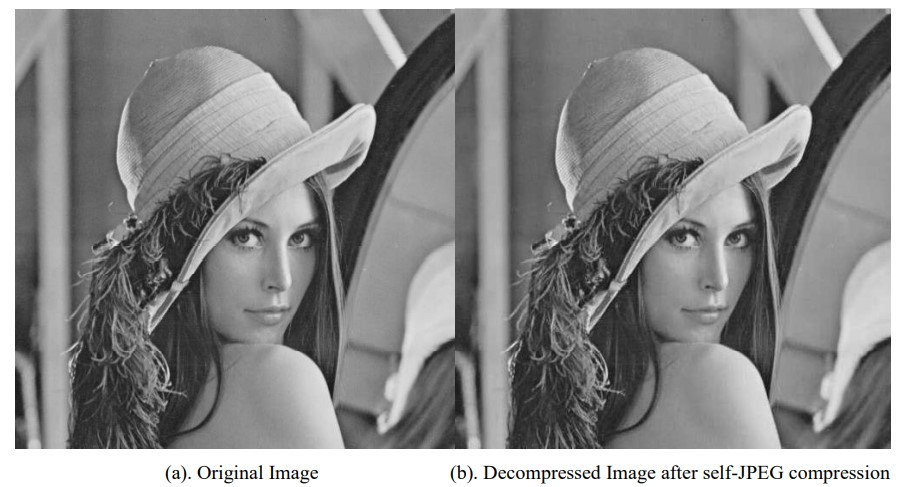 (a). Original Image
(b). Decompressed Image after self-JPEG compression